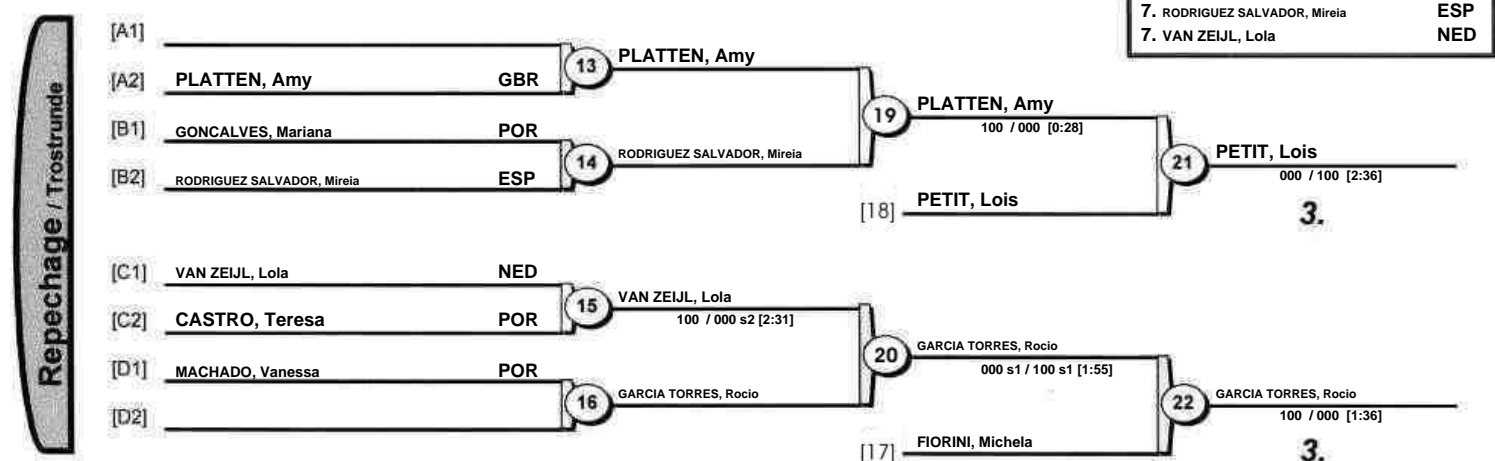 7. RODRIGUEZ SALVADOR, Mireia ESP
7. VAN ZEIJL, Lola NED
Repechage / Trostrunde
[A1]
13 PLATTEN, Amy
[A2] PLATTEN, Amy GBR
19 PLATTEN, Amy
100 / 000 [0:28]
[B1] GONCALVES, Mariana POR
14 RODRIGUEZ SALVADOR, Mireia
[B2] RODRIGUEZ SALVADOR, Mireia ESP
21 PETIT, Lois
000 / 100 [2:36]
[18] PETIT, Lois
3.
[C1] VAN ZEIJL, Lola NED
15 VAN ZEIJL, Lola
100 / 000 s2 [2:31]
[C2] CASTRO, Teresa POR
20 GARCIA TORRES, Rocio
000 s1 / 100 s1 [1:55]
[D1] MACHADO, Vanessa POR
16 GARCIA TORRES, Rocio
[D2]
22 GARCIA TORRES, Rocio
100 / 000 [1:36]
[17] FIORINI, Michela
3.